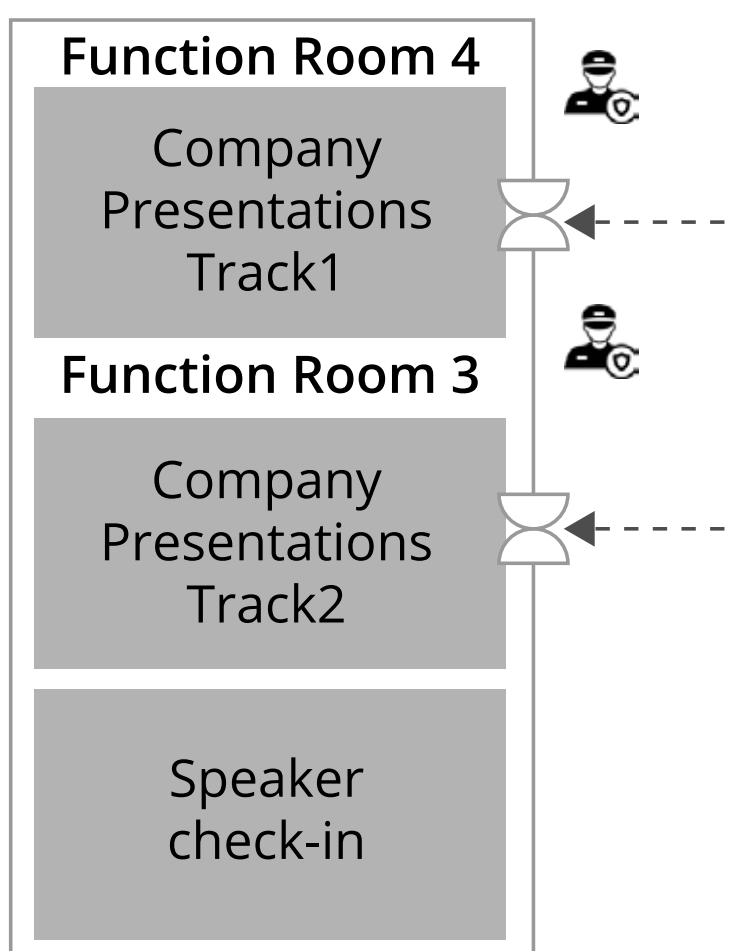 Function Room 4
Company
Presentations
Track1
Function Room 3
Company
Presentations
Track2
Speaker
check-in